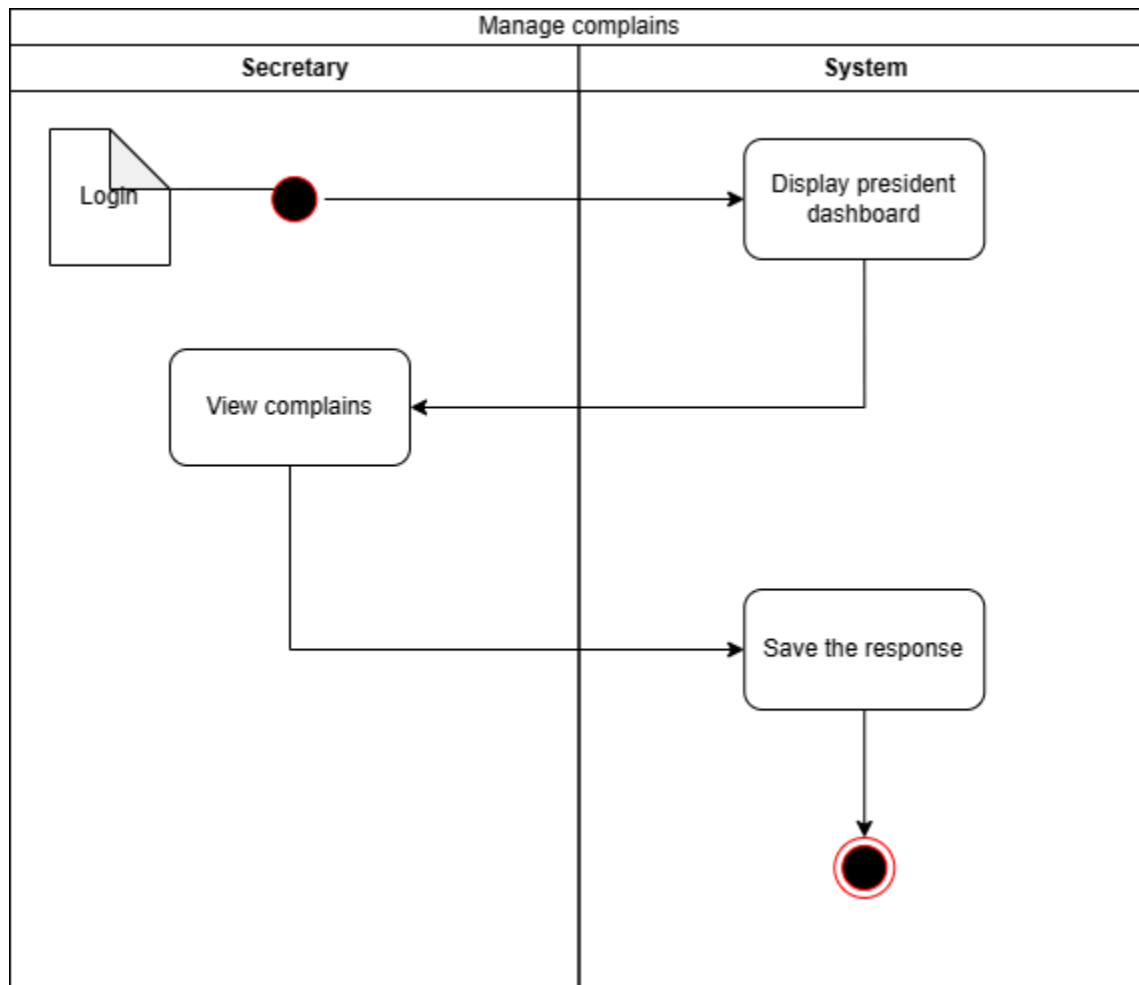 Manage complains
Secretary
System
Login
Display president
dashboard
View complains
Save the response